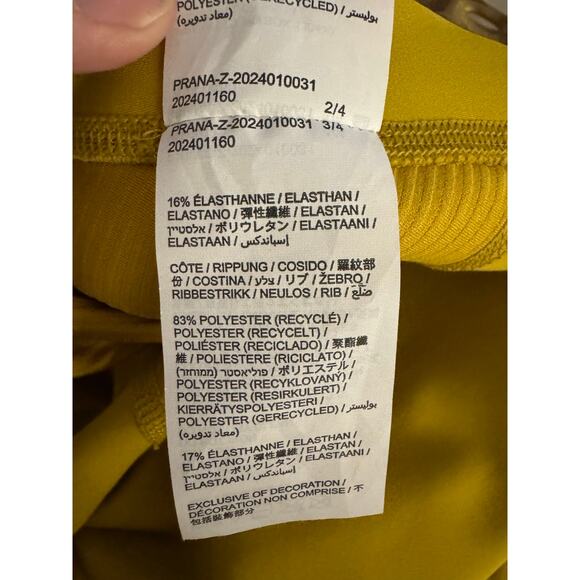 POLYESTER (GERECYCLED) / بوليستر
(معاد تدويره)
PRANA-Z-2024010031
202401160
2/4
PRANA-Z-2024010031 3/4
202401160
16% ÉLASTHANNE / ELASTHAN /
ELASTANO / 彈性纖維 / ELASTAN /
אלסטיין / ポリウレタン / ELASTAANI /
ELASTAAN / إسباندكس
CÔTE / RIPPUNG / COSIDO / 羅紋部
份 / COSTINA / צלע / リブ / ŽEBRO /
RIBBESTRIKK / NEULOS / RIB / ضلّع
83% POLYESTER (RECYCLÉ) /
POLYESTER (RECYCELT) /
POLIÉSTER (RECICLADO) / 聚酯纖
維 / POLIESTERE (RICICLATO) /
פוליאסטר (ממוחזר) / ポリエステル /
POLYESTER (RECYKLOVANÝ) /
POLYESTER (RESIRKULERT) /
KIERRÄTYSPOLYESTERI /
POLYESTER (GERECYCLED) / بوليستر
(معاد تدويره)
17% ÉLASTHANNE / ELASTHAN /
ELASTANO / 彈性纖維 / ELASTAN /
אלסטיין / ポリウレタン / ELASTAANI /
ELASTAAN / إسباندكس
EXCLUSIVE OF DECORATION /
DÉCORATION NON COMPRISE / 不
包括裝飾部分